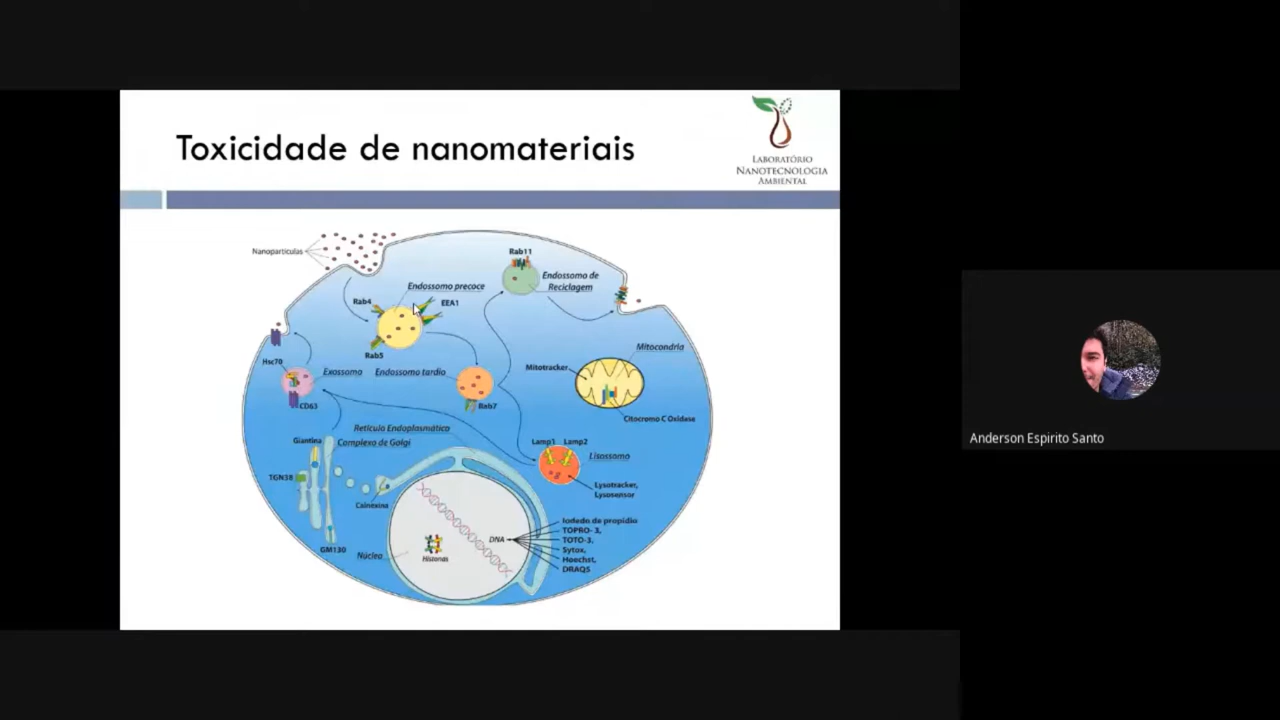 Toxicidade de nanomateriais
LABORATÓRIO
NANOTECNOLOGIA
AMBIENTAL
Nanopartículas
Rab11
Endossomo de
Reciclagem
Endossomo precoce
Rab4
EEA1
Rab5
Mitocondria
Mitotracker
Hsc70
Exossomo
Endossomo tardio
CD63
Rab7
Citocromo C Oxidase
Retículo Endoplasmático
Giantina
Complexo de Golgi
Lamp1 Lamp2
Lisossomo
TGN38
Lysotracker,
Lysosensor
Calnexina
Iodedo de propidio
TOPRO- 3,
DNA
TOTO-3,
GM130
Núcleo
Histonas
Sytox,
Hoechst,
DRAQ5
Anderson Espirito Santo